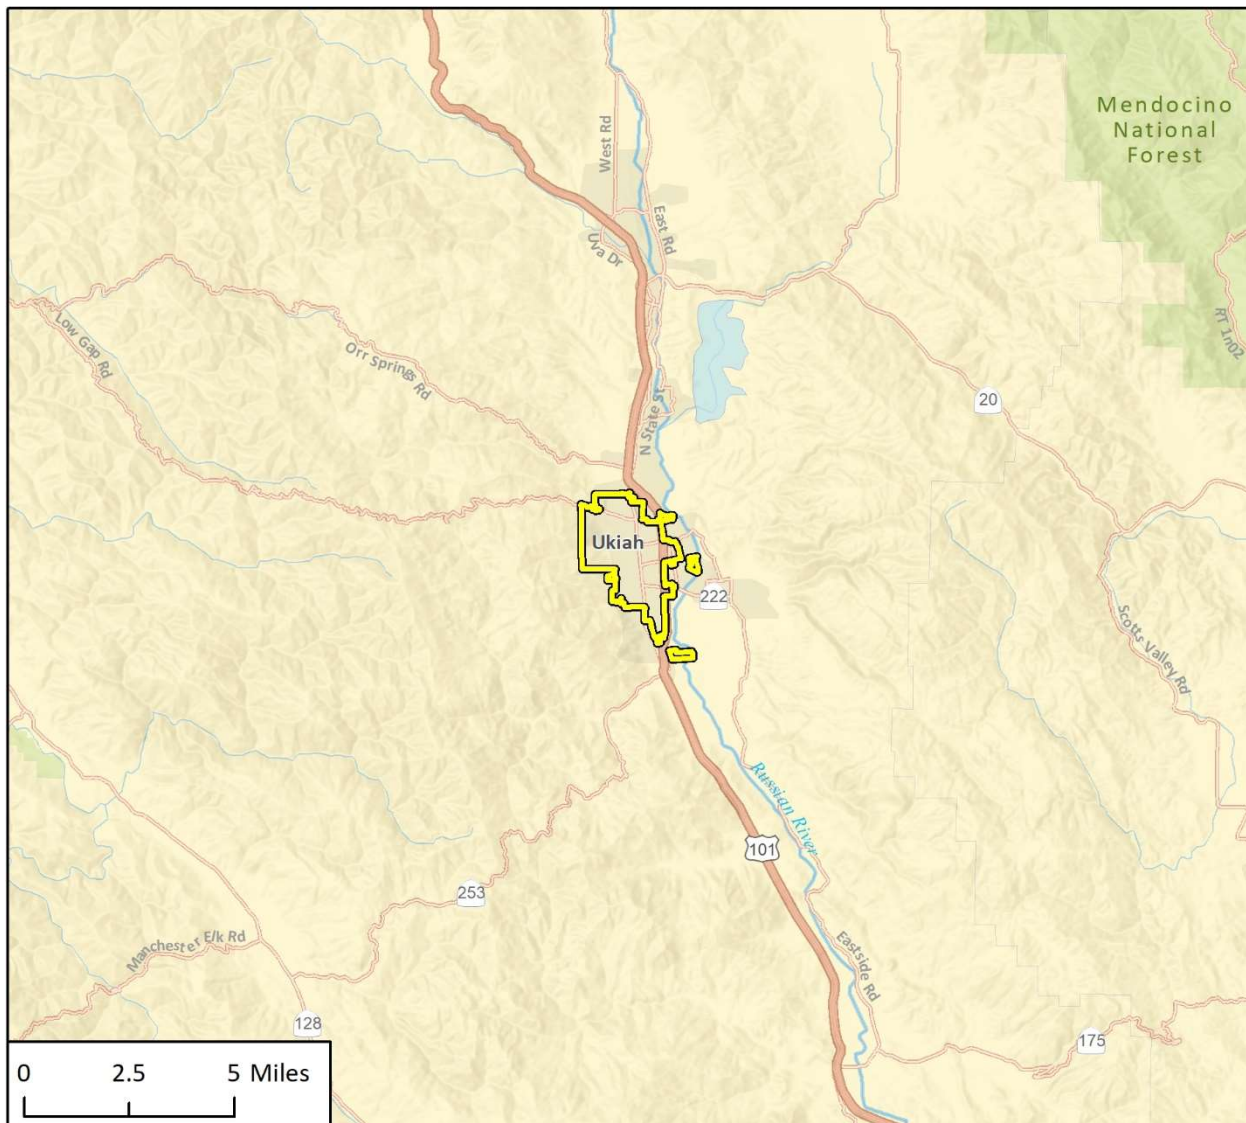 Mendocino
National
Forest
West Rd
East Rd
Uva Dr
RT 1n02
Low Gap Rd
Orr Springs Rd
N State St
20
Ukiah
222
Scotts Valley Rd
Russian River
101
253
Manchester Elk Rd
Eastside Rd
128
175
0 2.5 5 Miles